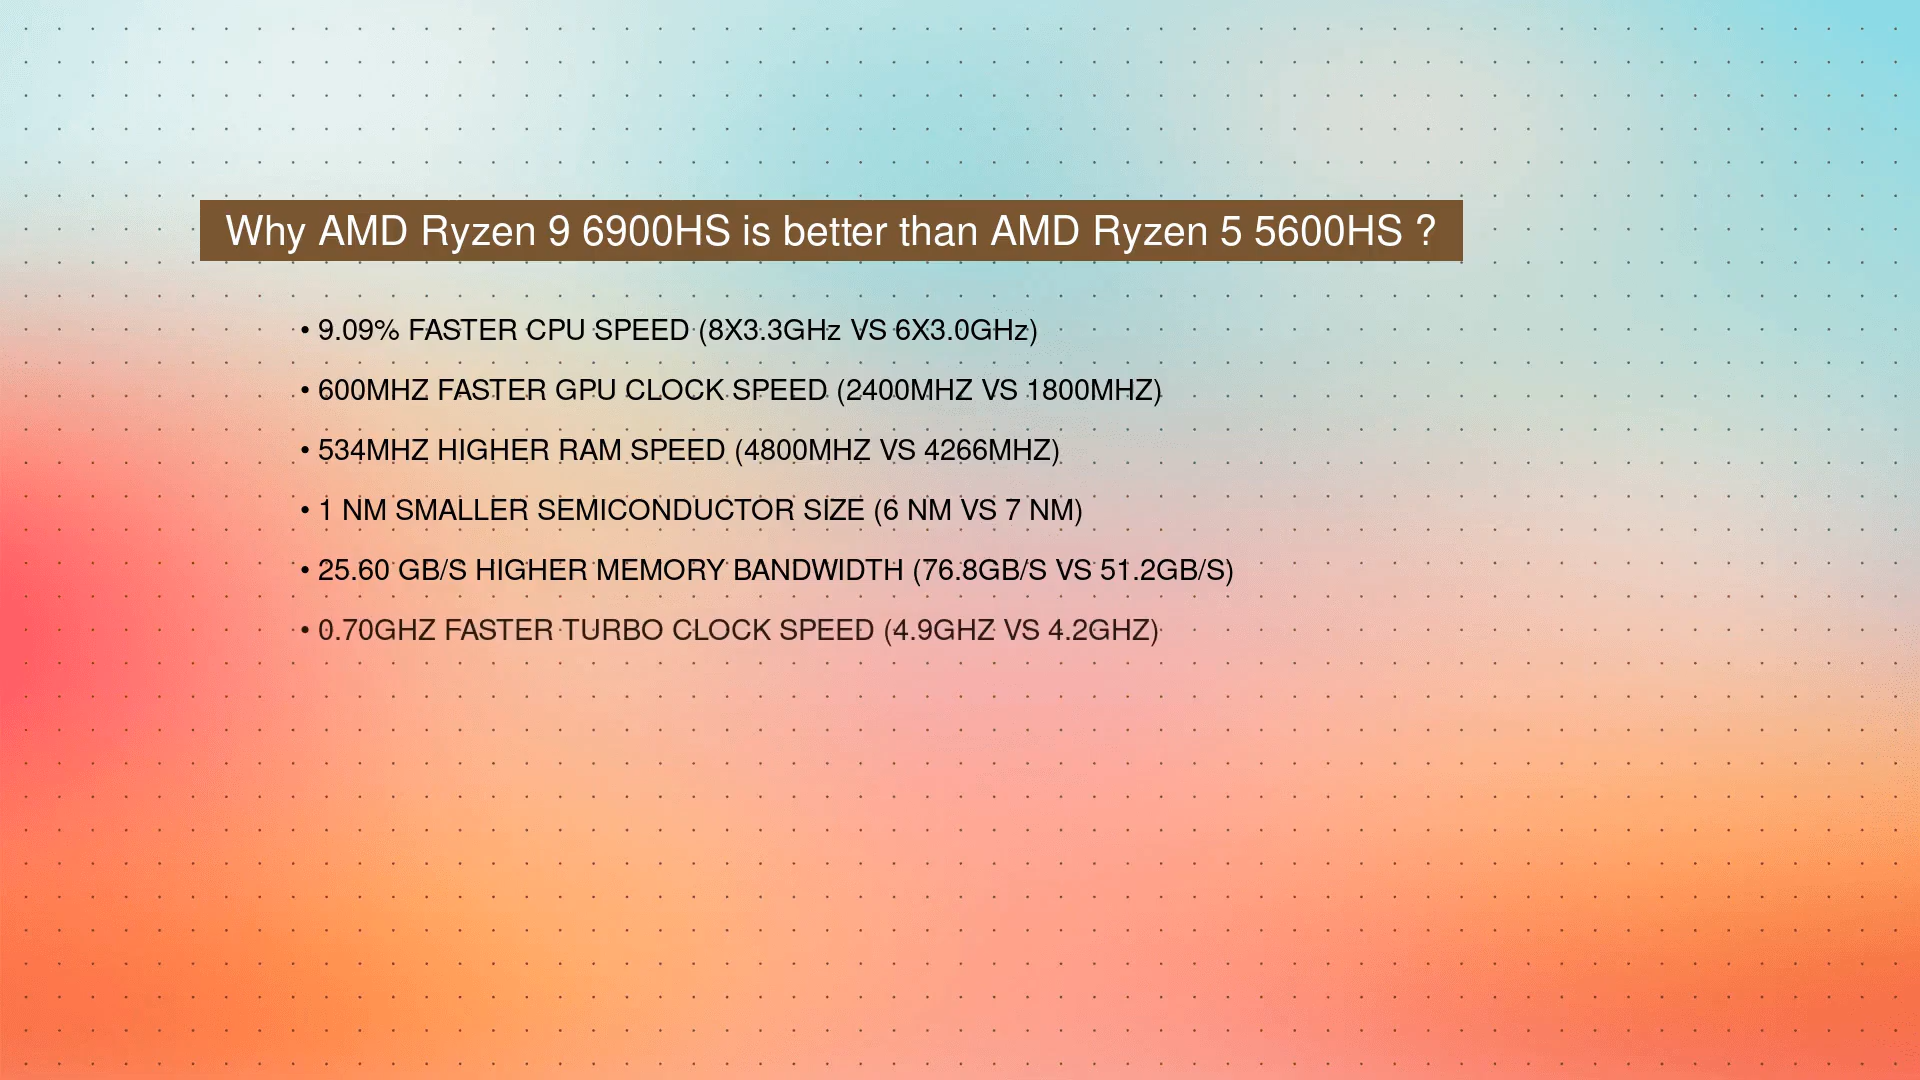 Why AMD Ryzen 9 6900HS is better than AMD Ryzen 5 5600HS ?
• 9.09% FASTER CPU SPEED (8X3.3GHz VS 6X3.0GHz)
• 600MHZ FASTER GPU CLOCK SPEED (2400MHZ VS 1800MHZ)
• 534MHZ HIGHER RAM SPEED (4800MHZ VS 4266MHZ)
• 1 NM SMALLER SEMICONDUCTOR SIZE (6 NM VS 7 NM)
• 25.60 GB/S HIGHER MEMORY BANDWIDTH (76.8GB/S VS 51.2GB/S)
• 0.70GHZ FASTER TURBO CLOCK SPEED (4.9GHZ VS 4.2GHZ)